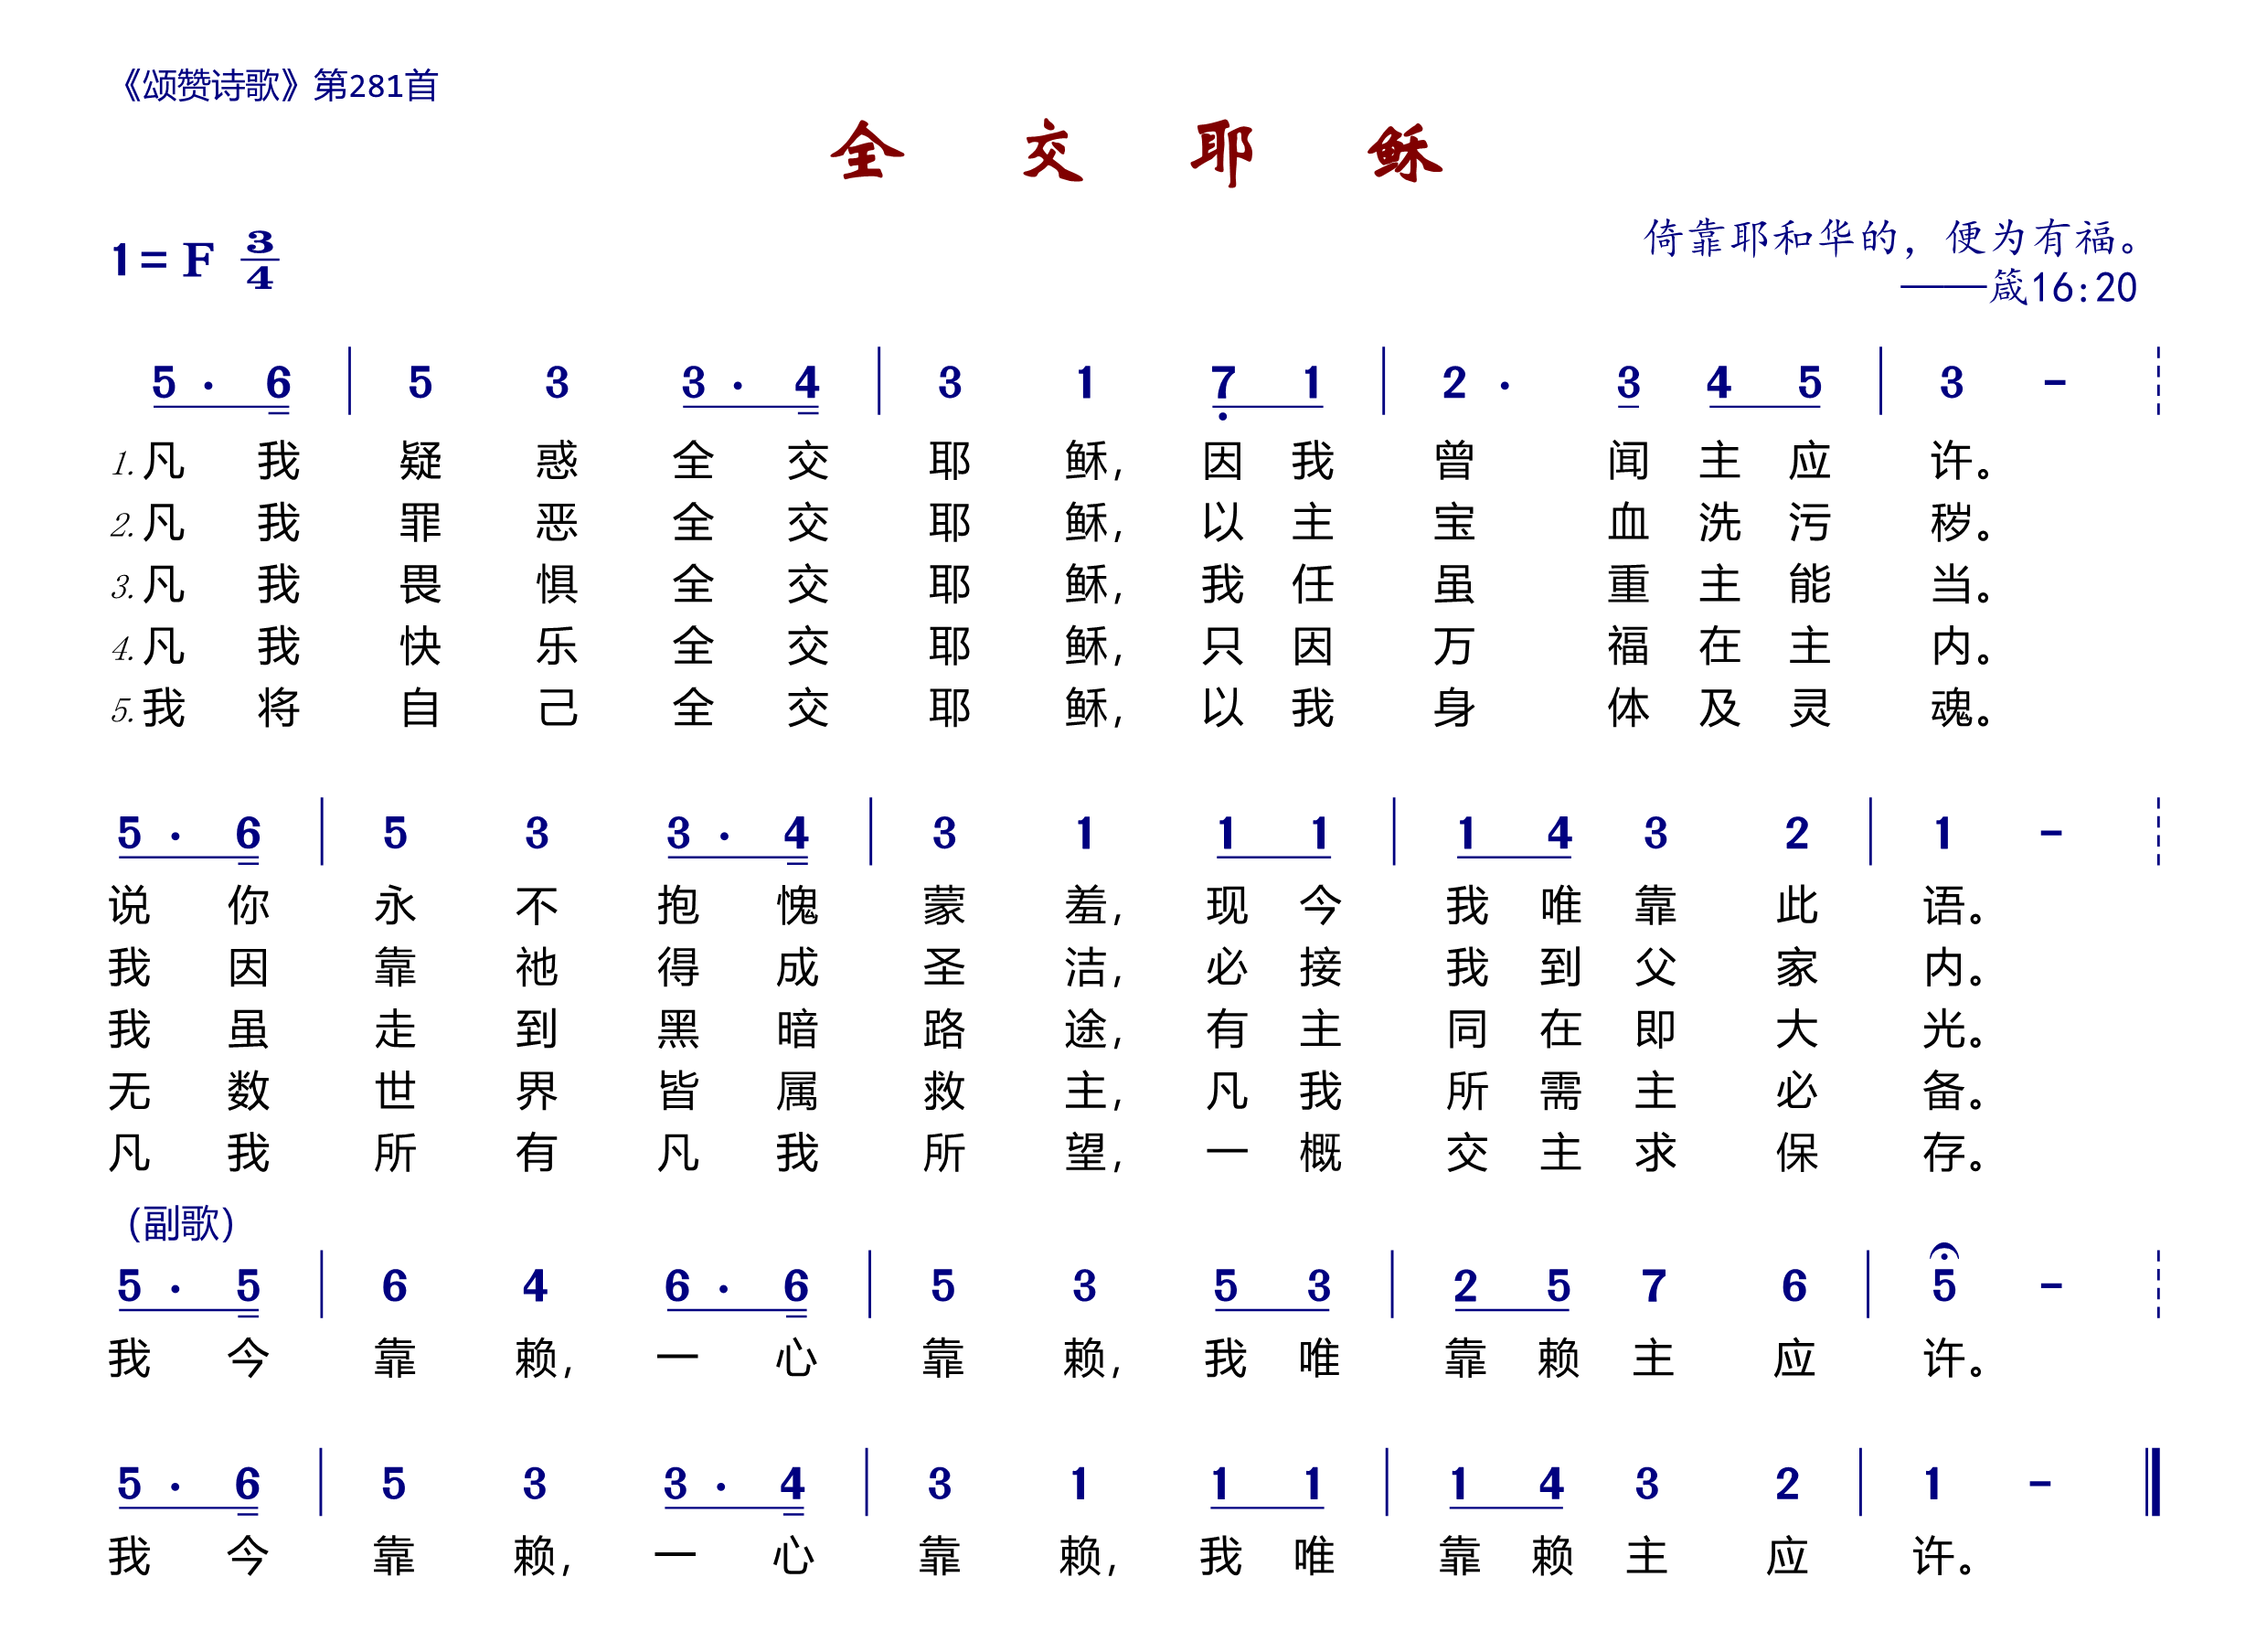 《颂赞诗歌》第281首
全 交 耶 稣
1=F 3/4
倚靠耶和华的，便为有福。
——箴16:20
5 · 6 | 5 3 3 · 4 | 3 1 7 1 | 2 · 3 4 5 | 3 -
1.凡我疑惑全交耶稣，因我曾闻主应许。
2.凡我罪恶全交耶稣，以主宝血洗污秽。
3.凡我畏惧全交耶稣，我任虽重主能当。
4.凡我快乐全交耶稣，只因万福在主内。
5.我将自己全交耶稣，以我身体及灵魂。
5 · 6 | 5 3 3 · 4 | 3 1 1 1 | 1 4 3 2 | 1 -
说你永不抱愧蒙羞，现今我唯靠此语。
我因靠祂得成圣洁，必接我到父家内。
我虽走到黑暗路途，有主同在即大光。
无数世界皆属救主，凡我所需主必备。
凡我所有凡我所望，一概交主求保存。
(副歌)
5 · 5 | 6 4 6 · 6 | 5 3 5 3 | 2 5 7 6 | 5 -
我今靠赖，一心靠赖，我唯靠赖主应许。
5 · 6 | 5 3 3 · 4 | 3 1 1 1 | 1 4 3 2 | 1 -
我今靠赖，一心靠赖，我唯靠赖主应许。